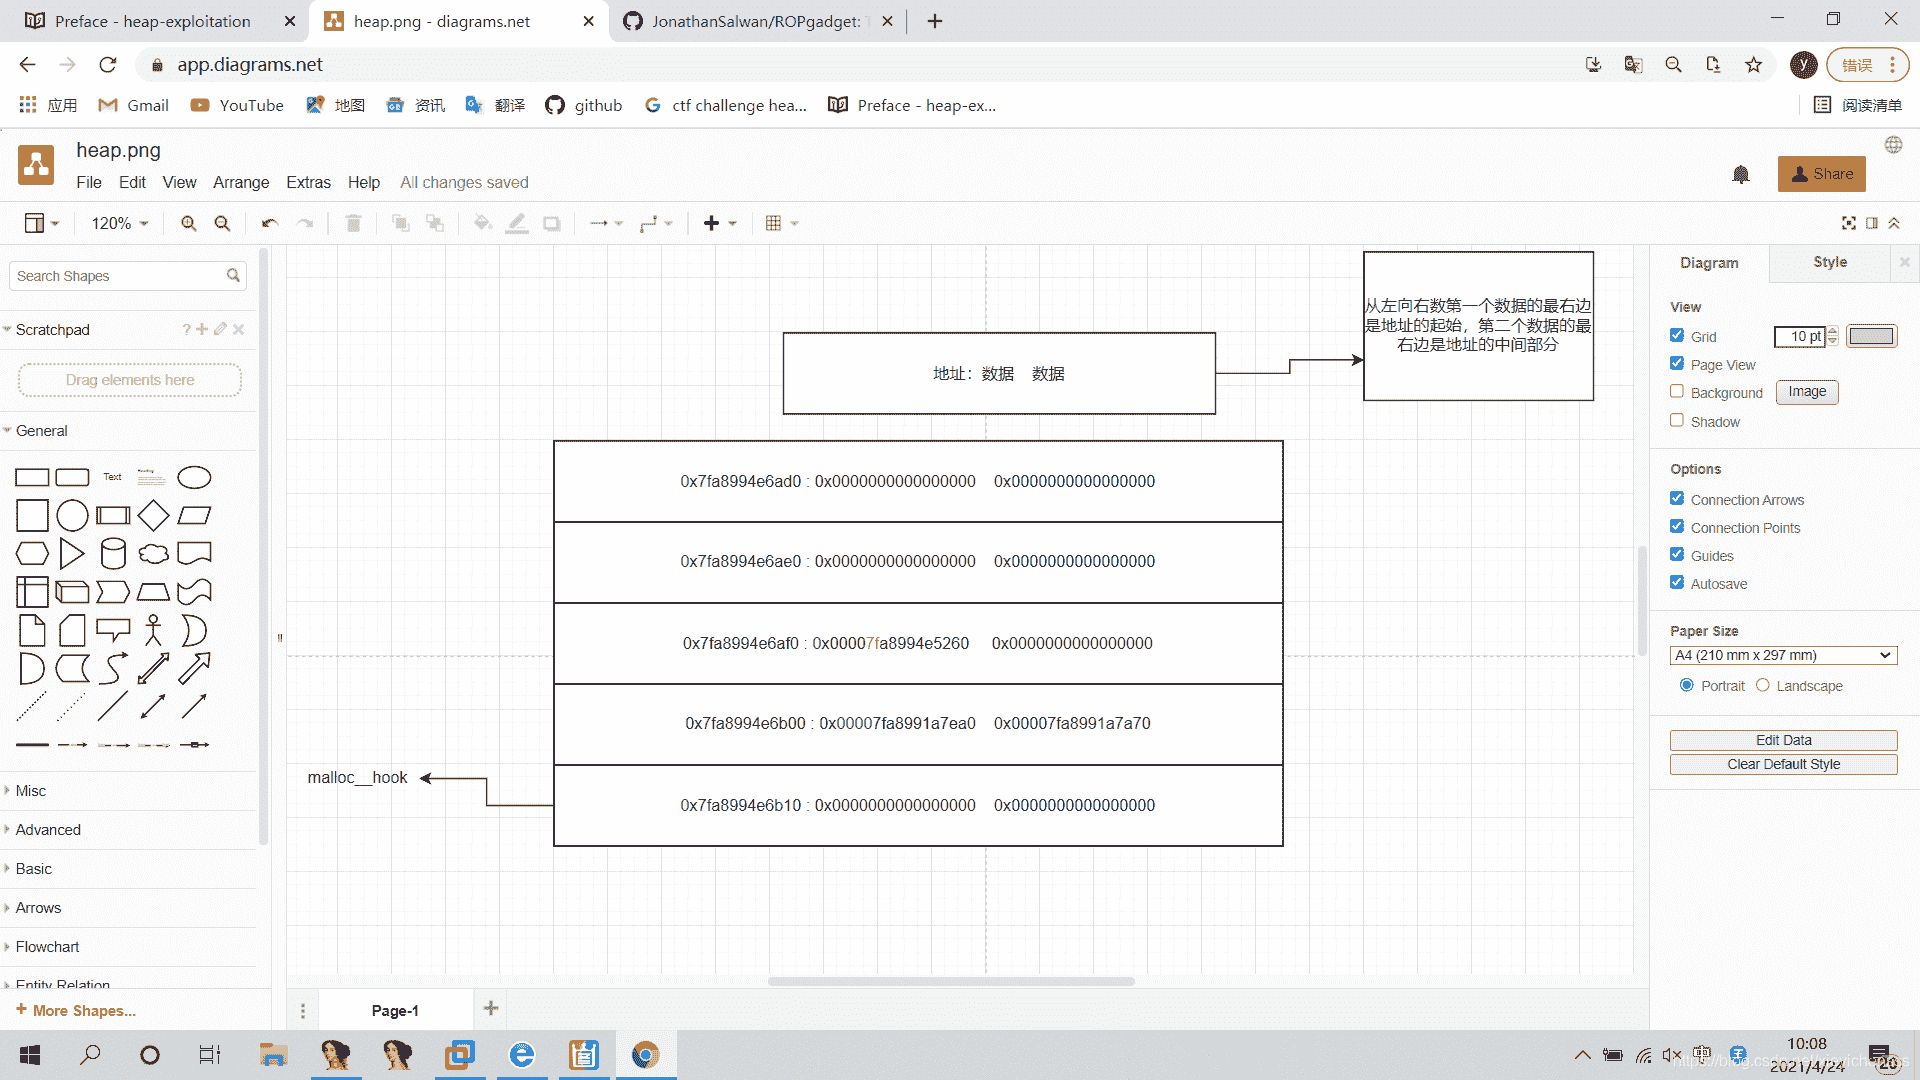 Preface - heap-exploitation
heap.png - diagrams.net
JonathanSalwan/ROPgadget:
app.diagrams.net
y
错误
应用
Gmail
YouTube
地图
资讯
翻译
github
ctf challenge hea...
Preface - heap-ex...
阅读清单
heap.png
File Edit View Arrange Extras Help All changes saved
Share
120%
Search Shapes
Scratchpad
?
Drag elements here
General
Text
Heading
Misc
Advanced
Basic
Arrows
Flowchart
Entity Relation
More Shapes...
从左向右数第一个数据的最右边
是地址的起始，第二个数据的最
右边是地址的中间部分
地址：数据 数据
0x7fa8994e6ad0 : 0x0000000000000000 0x0000000000000000
0x7fa8994e6ae0 : 0x0000000000000000 0x0000000000000000
0x7fa8994e6af0 : 0x00007fa8994e5260 0x0000000000000000
0x7fa8994e6b00 : 0x00007fa8991a7ea0 0x00007fa8991a7a70
malloc__hook
0x7fa8994e6b10 : 0x0000000000000000 0x0000000000000000
Page-1
Diagram
Style
View
Grid
10 pt
Page View
Background
Image
Shadow
Options
Connection Arrows
Connection Points
Guides
Autosave
Paper Size
A4 (210 mm x 297 mm)
Portrait
Landscape
Edit Data
Clear Default Style
10:08
2021/4/24
20